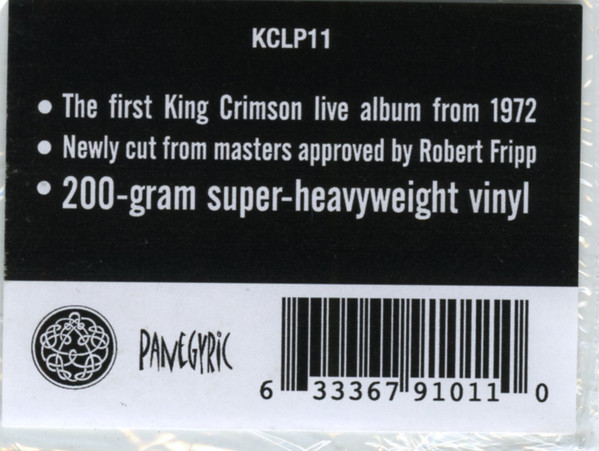 KCLP11
• The first King Crimson live album from 1972
• Newly cut from masters approved by Robert Fripp
• 200-gram super-heavyweight vinyl
PANEGYRIC
6 33367 91011 0